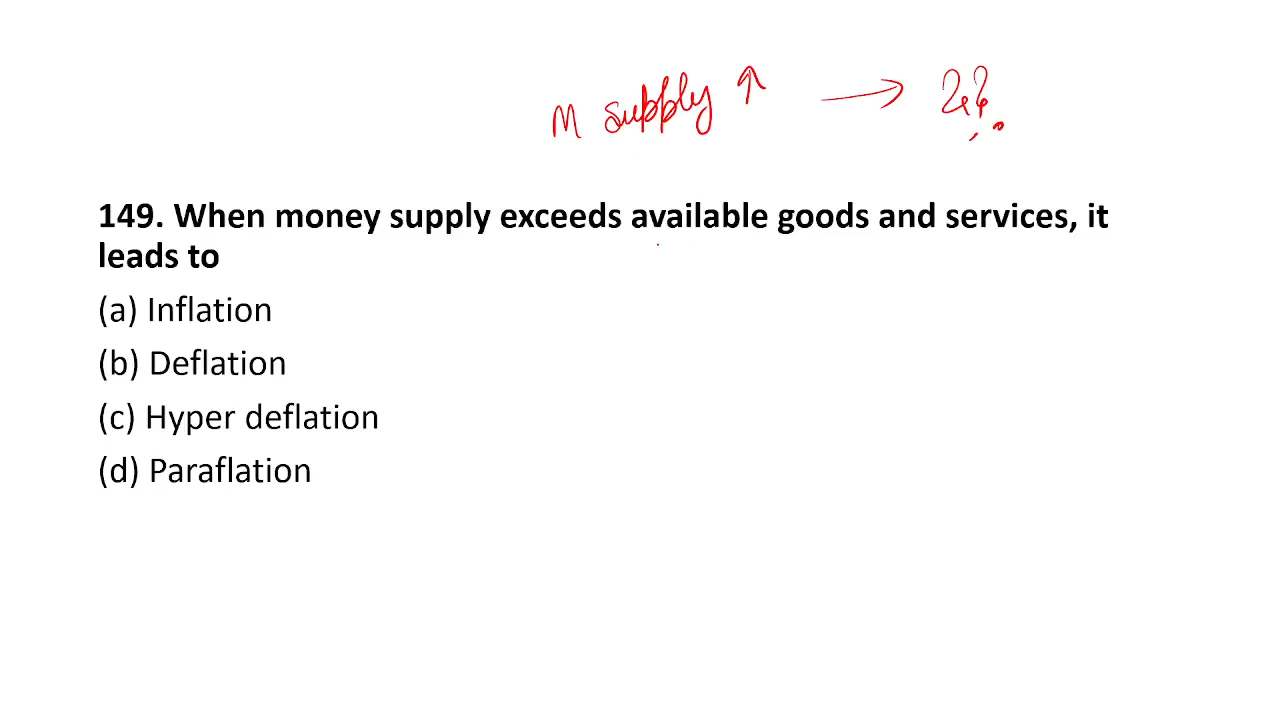 M supply ↑ → ??
149. When money supply exceeds available goods and services, it
leads to
(a) Inflation
(b) Deflation
(c) Hyper deflation
(d) Paraflation